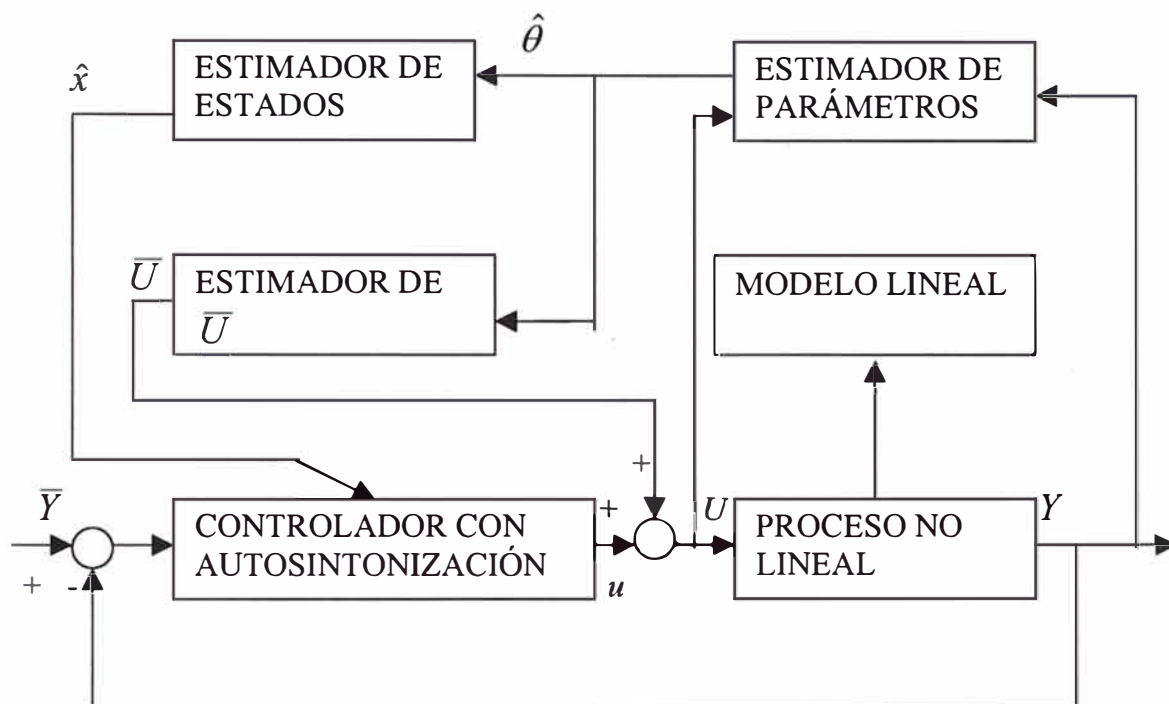 θ̂
ESTIMADOR DE
ESTADOS
x̂
ESTIMADOR DE
PARÁMETROS
U̅
ESTIMADOR DE
U̅
MODELO LINEAL
+
Y̅
CONTROLADOR CON
AUTOSINTONIZACIÓN
+
U
PROCESO NO
LINEAL
Y
+
-
u